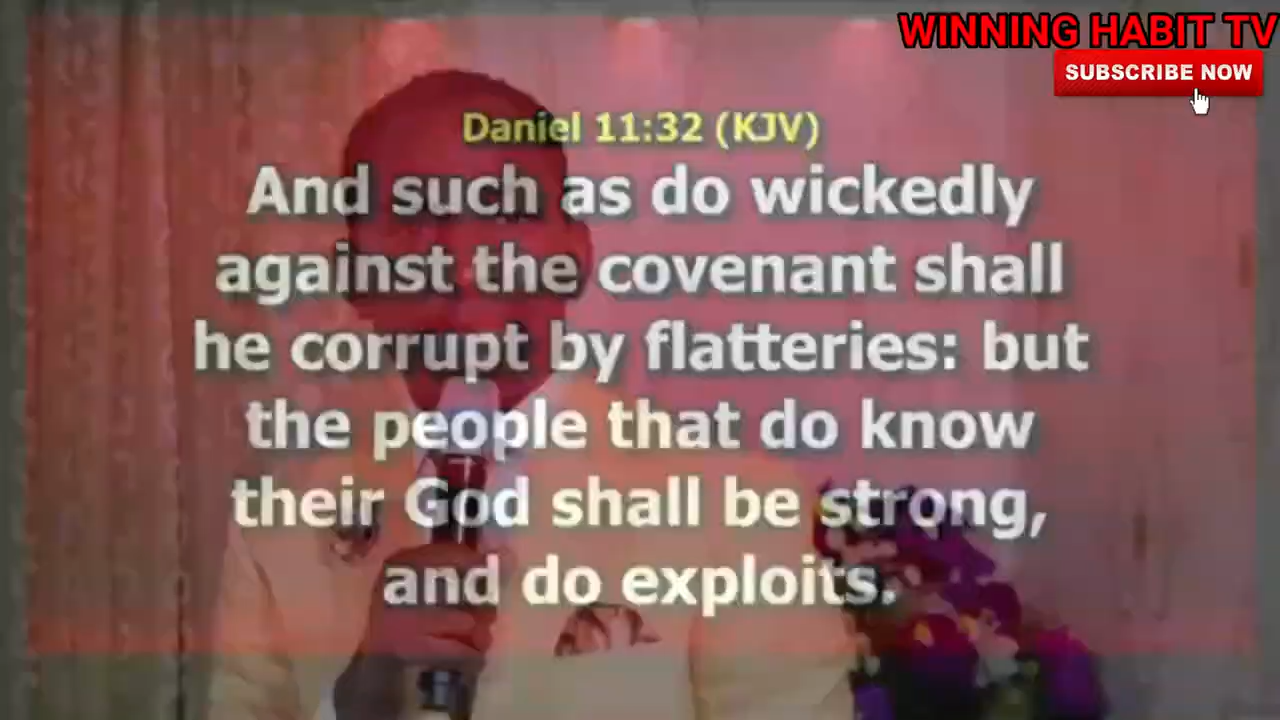 WINNING HABIT TV
SUBSCRIBE NOW
Daniel 11:32 (KJV)
And such as do wickedly
against the covenant shall
he corrupt by flatteries: but
the people that do know
their God shall be strong,
and do exploits.